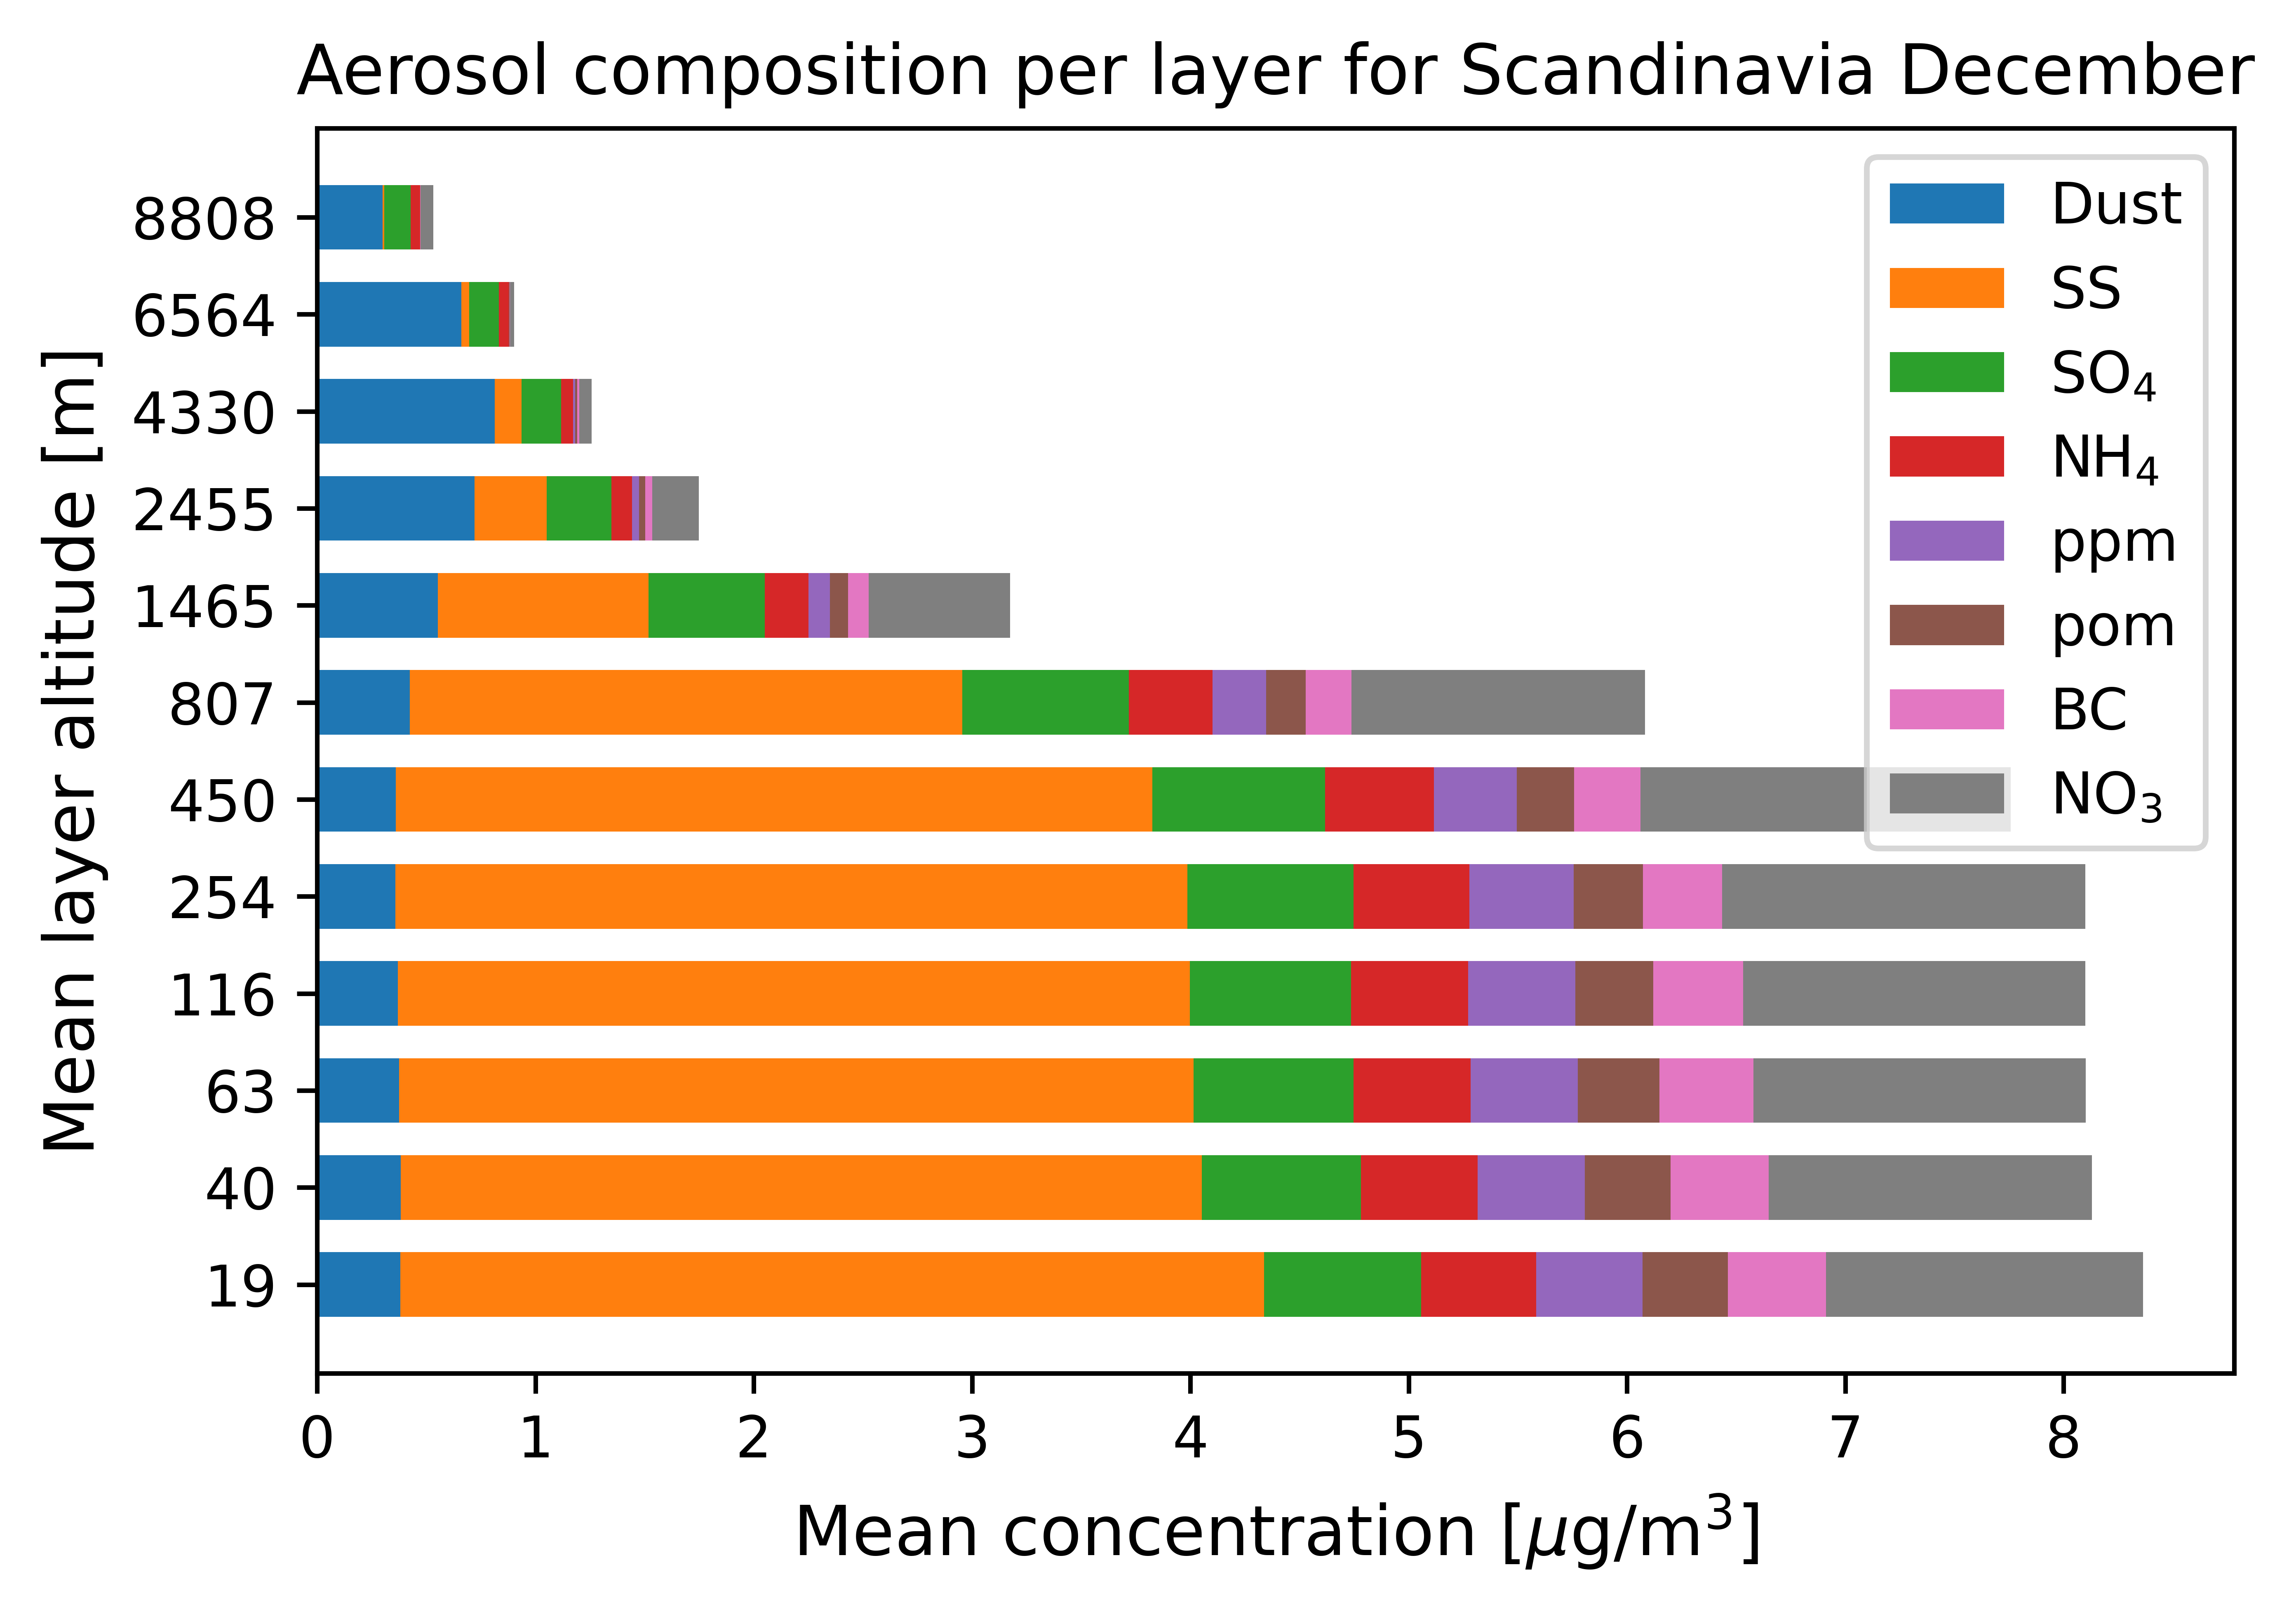 Aerosol composition per layer for Scandinavia December
Mean layer altitude [m]
8808
6564
4330
2455
1465
807
450
254
116
63
40
19
Dust
SS
SO₄
NH₄
ppm
pom
BC
NO₃
0 1 2 3 4 5 6 7 8
Mean concentration [μg/m³]